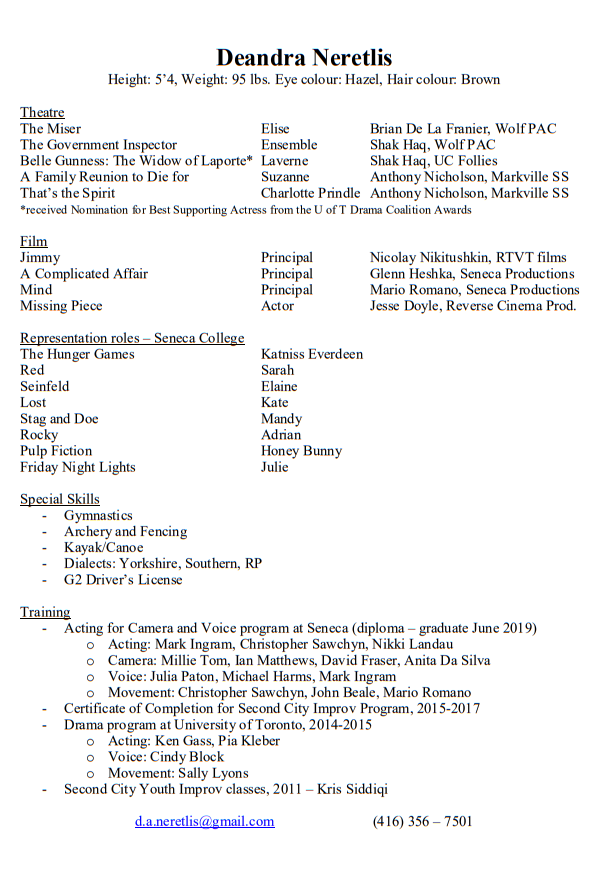 Deandra Neretlis
Height: 5’4, Weight: 95 lbs. Eye colour: Hazel, Hair colour: Brown
Theatre
The Miser Elise Brian De La Franier, Wolf PAC
The Government Inspector Ensemble Shak Haq, Wolf PAC
Belle Gunness: The Widow of Laporte* Laverne Shak Haq, UC Follies
A Family Reunion to Die for Suzanne Anthony Nicholson, Markville SS
That’s the Spirit Charlotte Prindle Anthony Nicholson, Markville SS
*received Nomination for Best Supporting Actress from the U of T Drama Coalition Awards
Film
Jimmy Principal Nicolay Nikitushkin, RTVT films
A Complicated Affair Principal Glenn Heshka, Seneca Productions
Mind Principal Mario Romano, Seneca Productions
Missing Piece Actor Jesse Doyle, Reverse Cinema Prod.
Representation roles – Seneca College
The Hunger Games Katniss Everdeen
Red Sarah
Seinfeld Elaine
Lost Kate
Stag and Doe Mandy
Rocky Adrian
Pulp Fiction Honey Bunny
Friday Night Lights Julie
Special Skills
- Gymnastics
- Archery and Fencing
- Kayak/Canoe
- Dialects: Yorkshire, Southern, RP
- G2 Driver’s License
Training
- Acting for Camera and Voice program at Seneca (diploma – graduate June 2019)
o Acting: Mark Ingram, Christopher Sawchyn, Nikki Landau
o Camera: Millie Tom, Ian Matthews, David Fraser, Anita Da Silva
o Voice: Julia Paton, Michael Harms, Mark Ingram
o Movement: Christopher Sawchyn, John Beale, Mario Romano
- Certificate of Completion for Second City Improv Program, 2015-2017
- Drama program at University of Toronto, 2014-2015
o Acting: Ken Gass, Pia Kleber
o Voice: Cindy Block
o Movement: Sally Lyons
- Second City Youth Improv classes, 2011 – Kris Siddiqi
d.a.neretlis@gmail.com (416) 356 – 7501